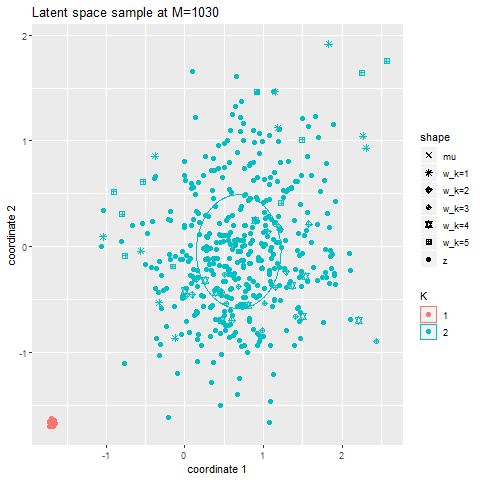 Latent space sample at M=1030
2
1
0
-1
coordinate 2
-1
0
1
2
coordinate 1
shape
mu
w_k=1
w_k=2
w_k=3
w_k=4
w_k=5
z
K
1
2